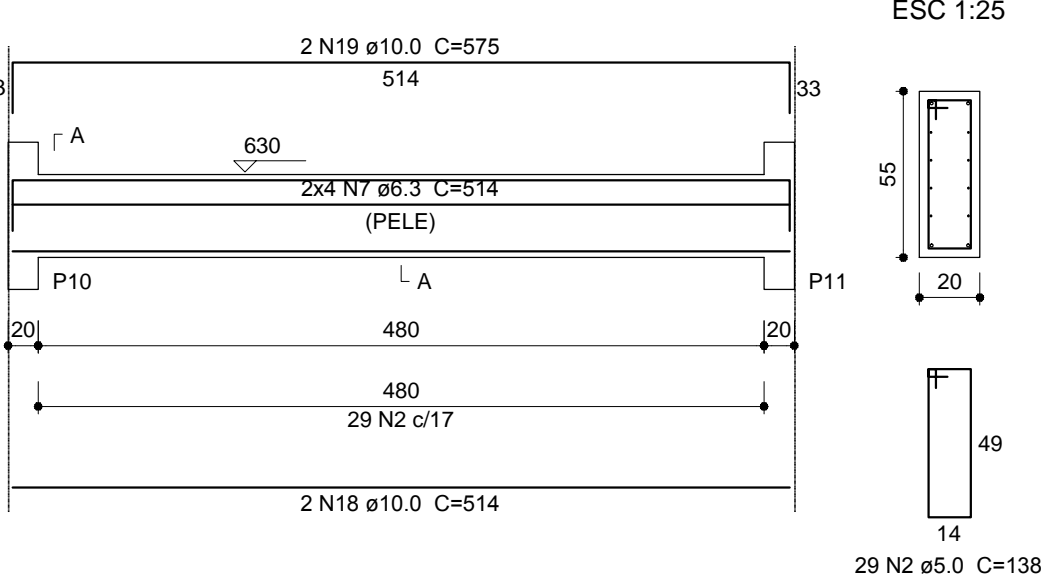 ESC 1:25
2 N19 ø10.0 C=575
514
33
A
630
2x4 N7 ø6.3 C=514
(PELE)
P10
A
P11
20
480
20
480
29 N2 c/17
2 N18 ø10.0 C=514
55
20
49
14
29 N2 ø5.0 C=138